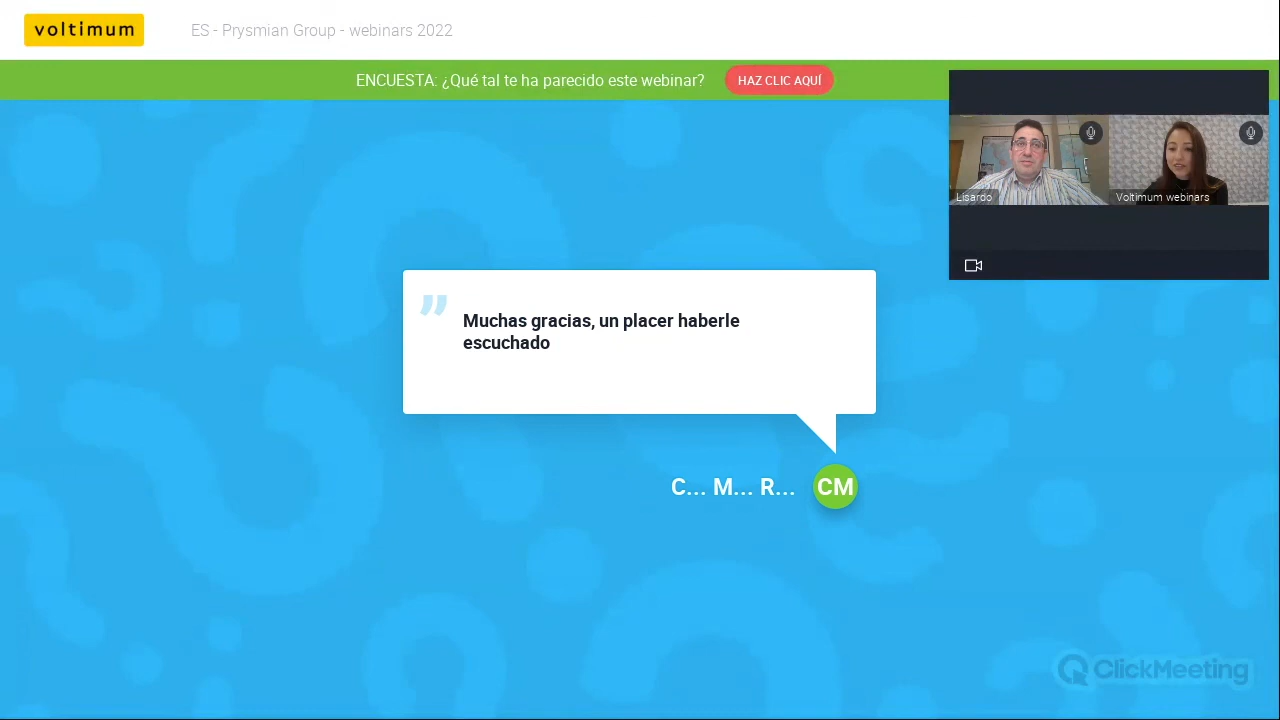 voltimum
ES - Prysmian Group - webinars 2022
ENCUESTA: ¿Qué tal te ha parecido este webinar?
HAZ CLIC AQUÍ
Lisardo
Voltimum webinars
”
Muchas gracias, un placer haberle
escuchado
C... M... R...
CM
ClickMeeting